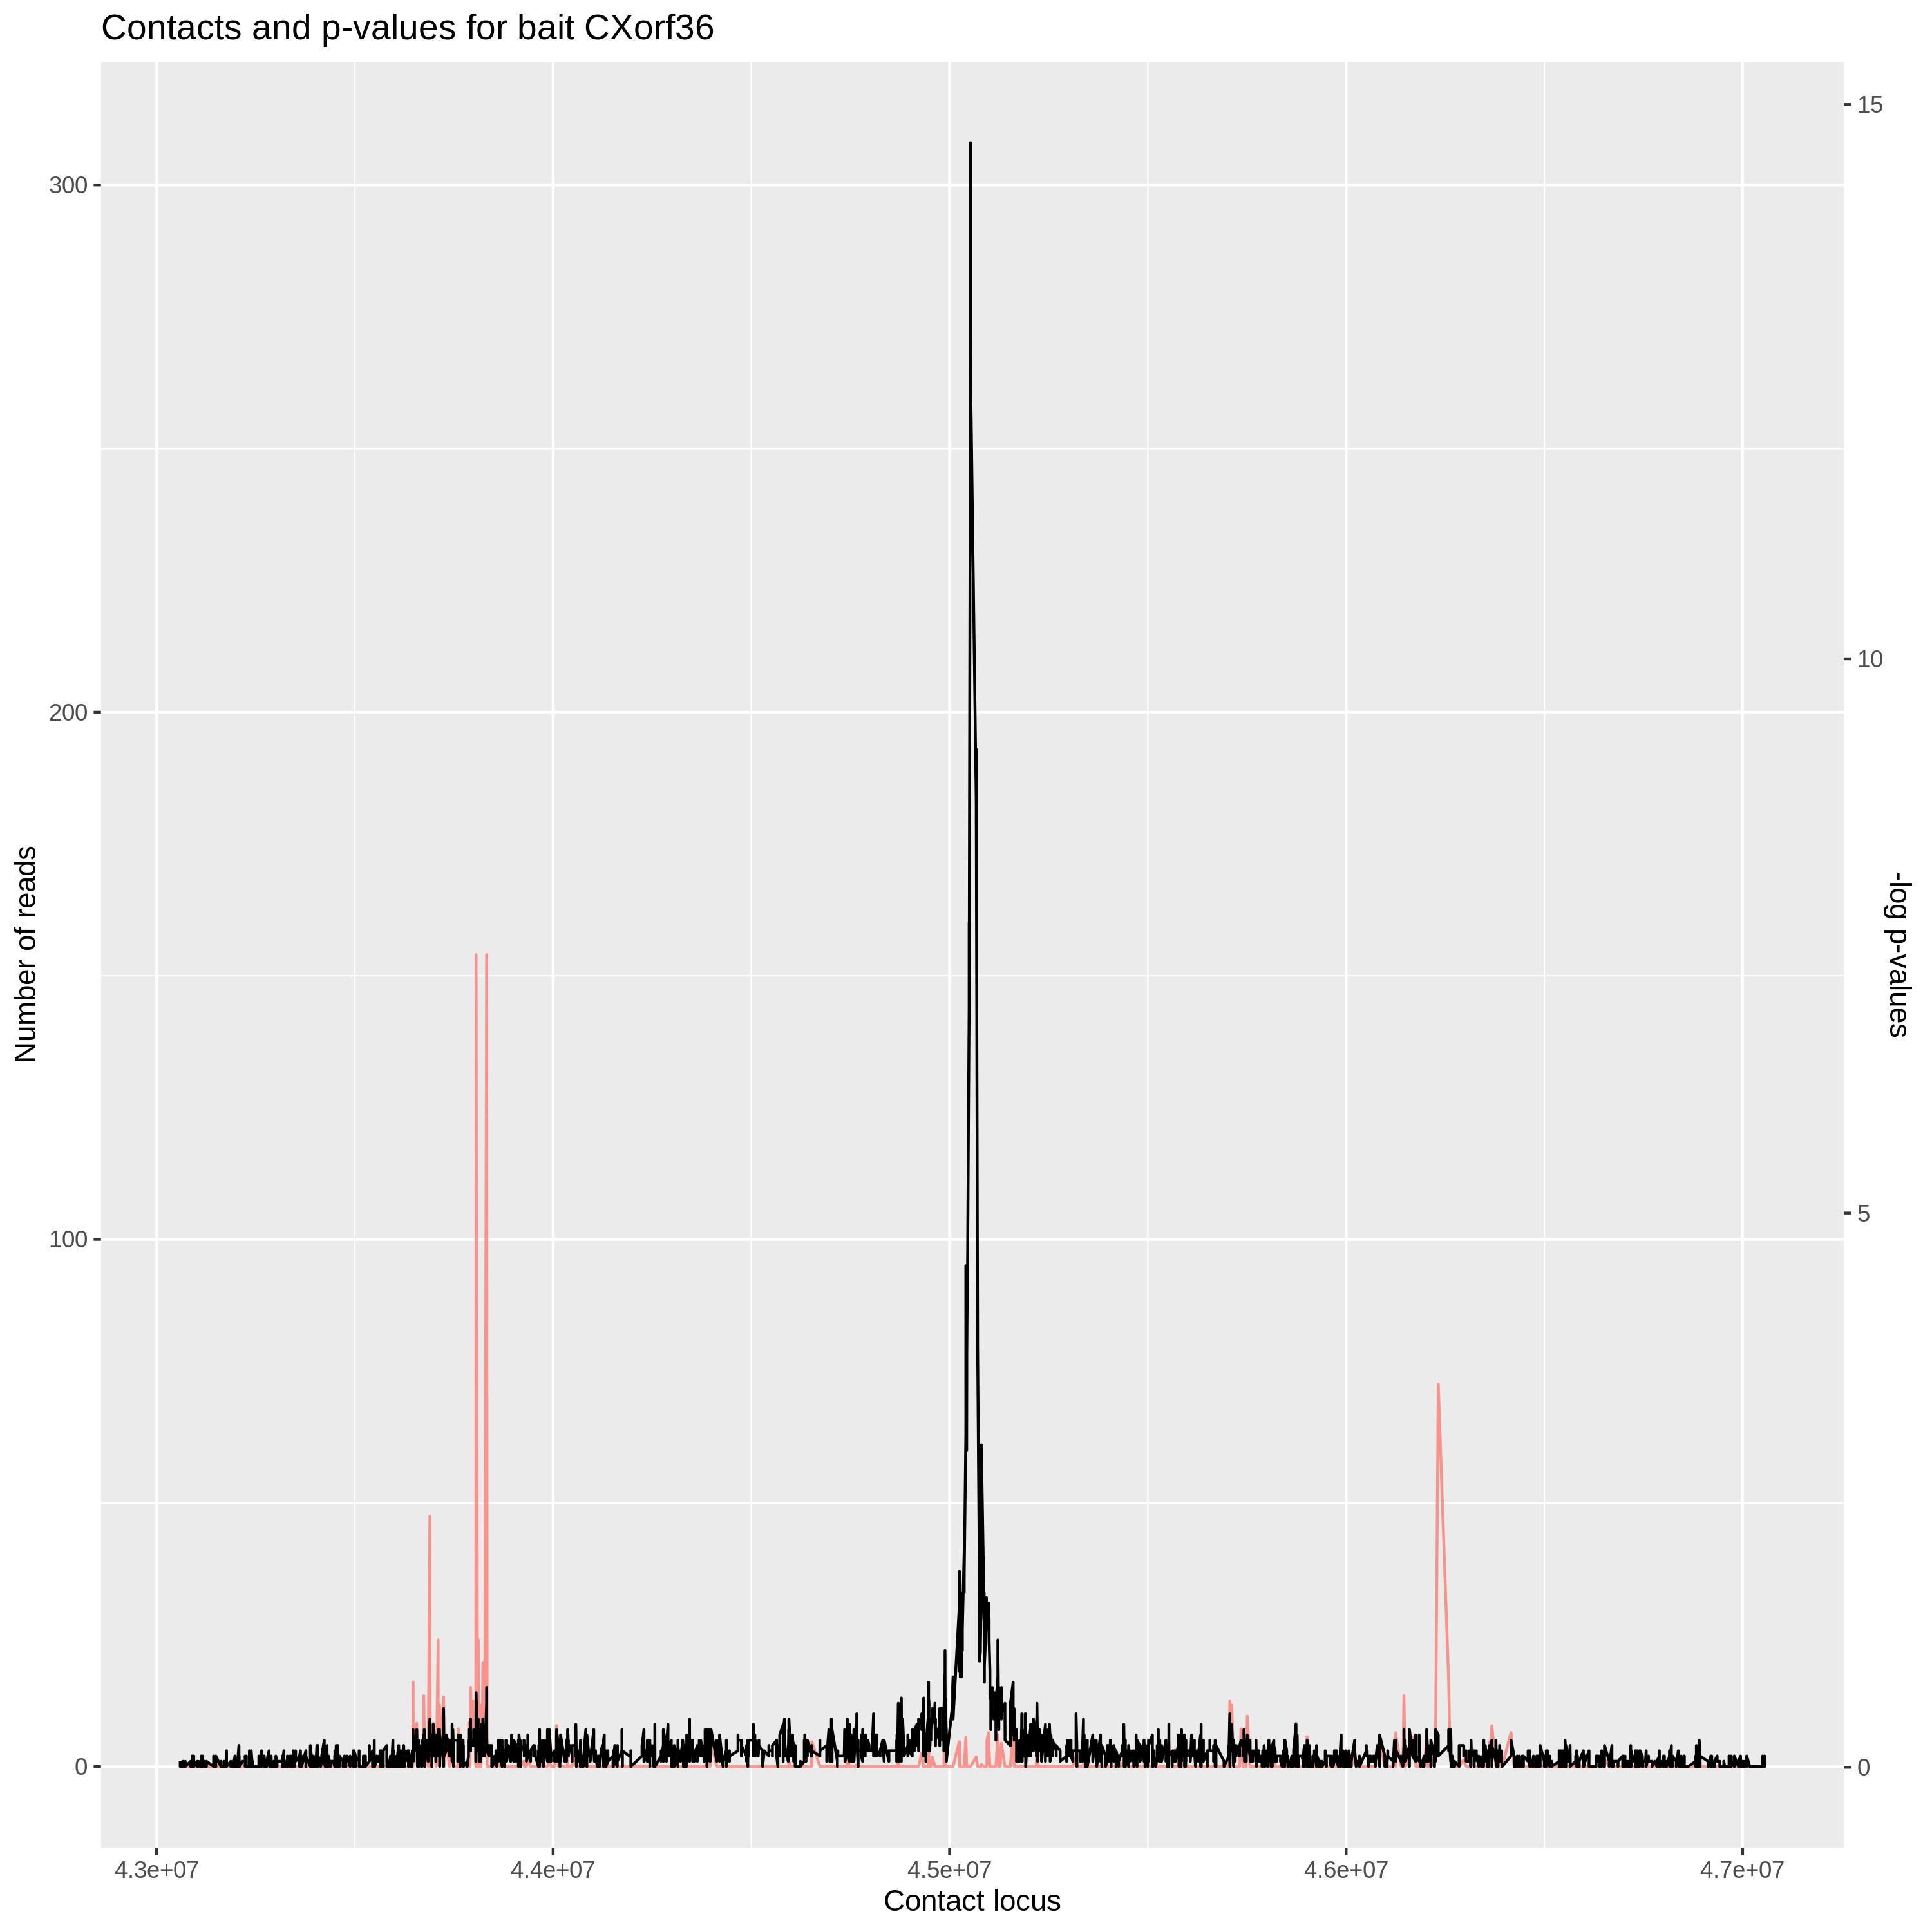 Contacts and p-values for bait CXorf36
15
300
10
200
Number of reads
-log p-values
100
5
0
0
4.3e+07
4.4e+07
4.5e+07
4.6e+07
4.7e+07
Contact locus